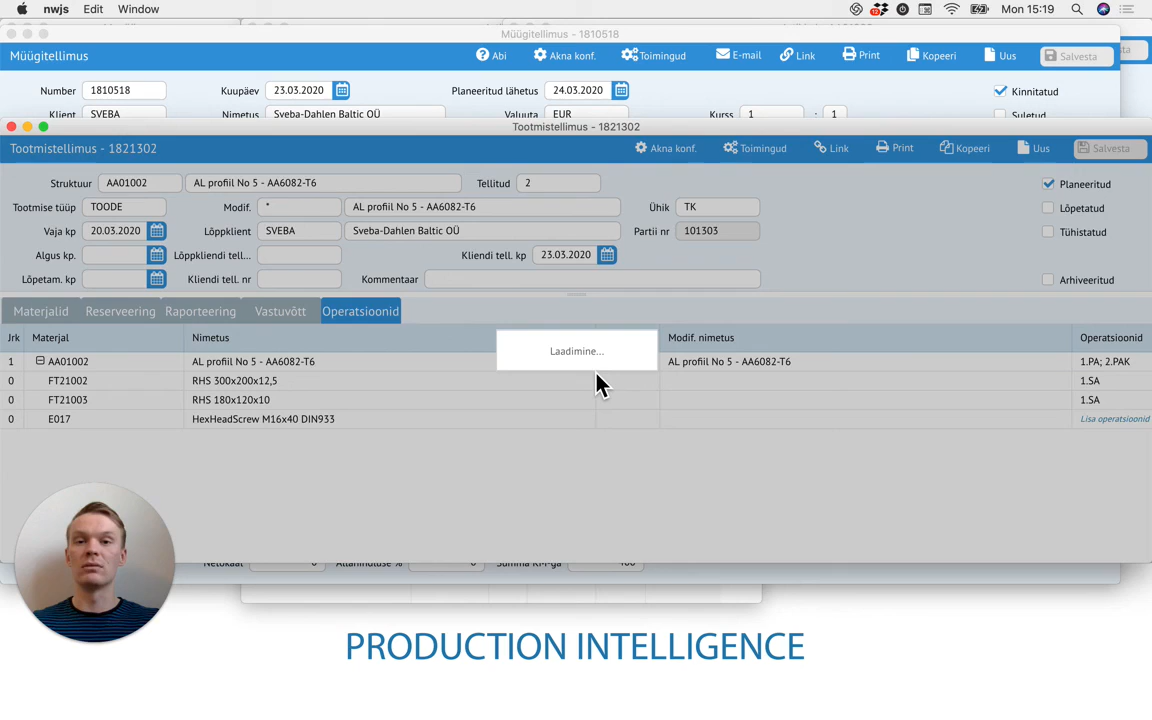 nwjs Edit Window 12 Mon 15:19
Müügitellimus - 1810518
Müügitellimus Abi Akna konf. Toimingud E-mail Link Print Kopeeri Uus Salvesta
Number 1810518 Kuupäev 23.03.2020 Planeeritud lähetus 24.03.2020 Kinnitatud
Klient SVEBA Nimetus Sveba-Dahlen Baltic OÜ Valuuta EUR Kurss 1 : 1 Suletud
Tootmistellimus - 1821302
Tootmistellimus - 1821302 Akna konf. Toimingud Link Print Kopeeri Uus Salvesta
Struktuur AA01002 AL profiil No 5 - AA6082-T6 Tellitud 2 Planeeritud
Tootmise tüüp TOODE Modif. * AL profiil No 5 - AA6082-T6 Ühik TK Lõpetatud
Vaja kp 20.03.2020 Lõppklient SVEBA Sveba-Dahlen Baltic OÜ Partii nr 101303 Tühistatud
Algus kp. Lõppkliendi tell... Kliendi tell. kp 23.03.2020
Lõpetam. kp Kliendi tell. nr Kommentaar Arhiveeritud
Materjalid Reserveering Raporteering Vastuvõtt Operatsioonid
Jrk Materjal Nimetus Modif. nimetus Operatsioonid
Laadimine...
1 AA01002 AL profiil No 5 - AA6082-T6 AL profiil No 5 - AA6082-T6 1.PA; 2.PAK
0 FT21002 RHS 300x200x12,5 1.SA
0 FT21003 RHS 180x120x10 1.SA
0 E017 HexHeadScrew M16x40 DIN933 Lisa operatsioonid
Netokaal 0 Allahindluse % 0 Summa KM-ga
PRODUCTION INTELLIGENCE